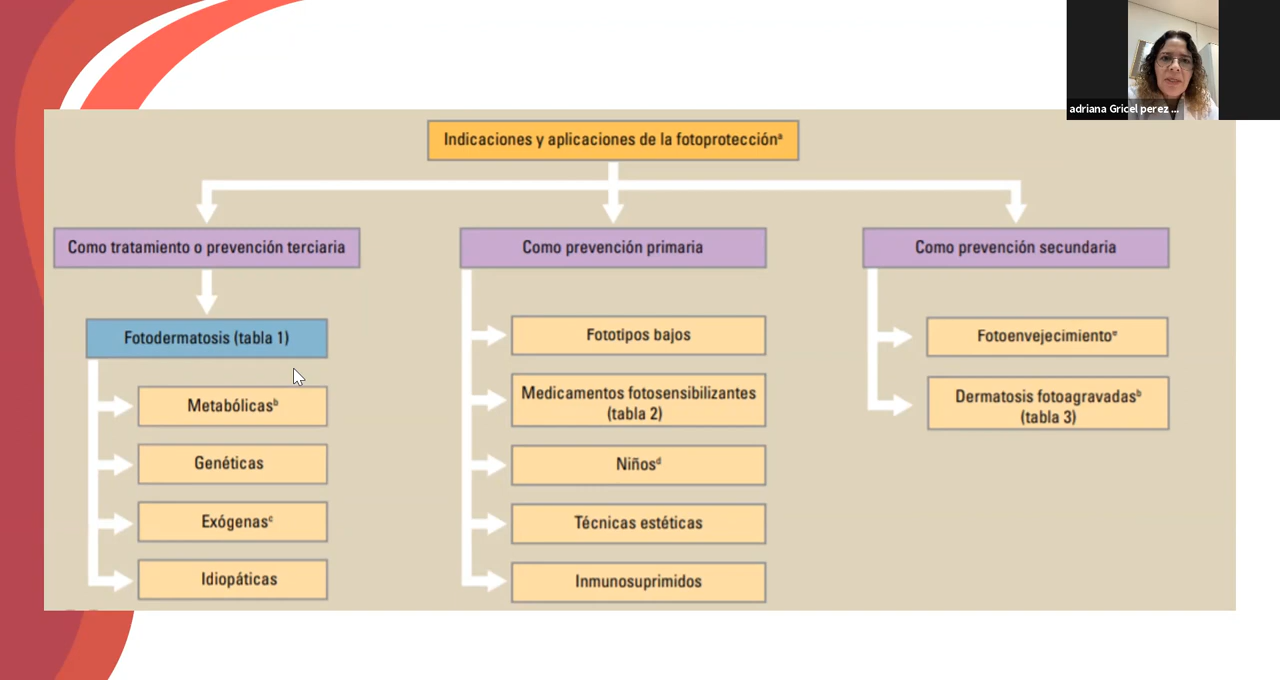 adriana Gricel perez ...
Indicaciones y aplicaciones de la fotoprotecciónᵃ
Como tratamiento o prevención terciaria
Fotodermatosis (tabla 1)
Metabólicasᵇ
Genéticas
Exógenasᶜ
Idiopáticas
Como prevención primaria
Fototipos bajos
Medicamentos fotosensibilizantes
(tabla 2)
Niñosᵈ
Técnicas estéticas
Inmunosuprimidos
Como prevención secundaria
Fotoenvejecimientoᵉ
Dermatosis fotoagravadasᵇ
(tabla 3)